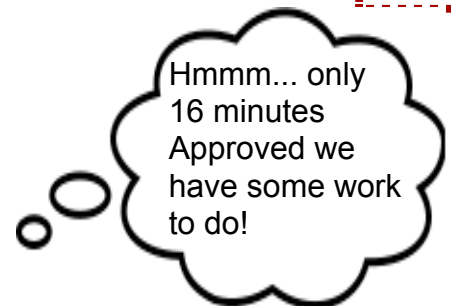 Hmmm... only
16 minutes
Approved we
have some work
to do!